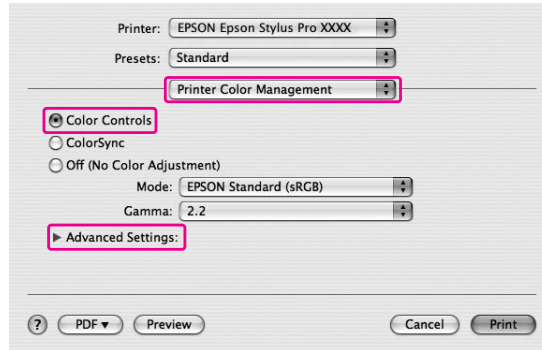 Printer: EPSON Epson Stylus Pro XXXX
Presets: Standard
Printer Color Management
Color Controls
ColorSync
Off (No Color Adjustment)
Mode: EPSON Standard (sRGB)
Gamma: 2.2
Advanced Settings:
? PDF Preview Cancel Print